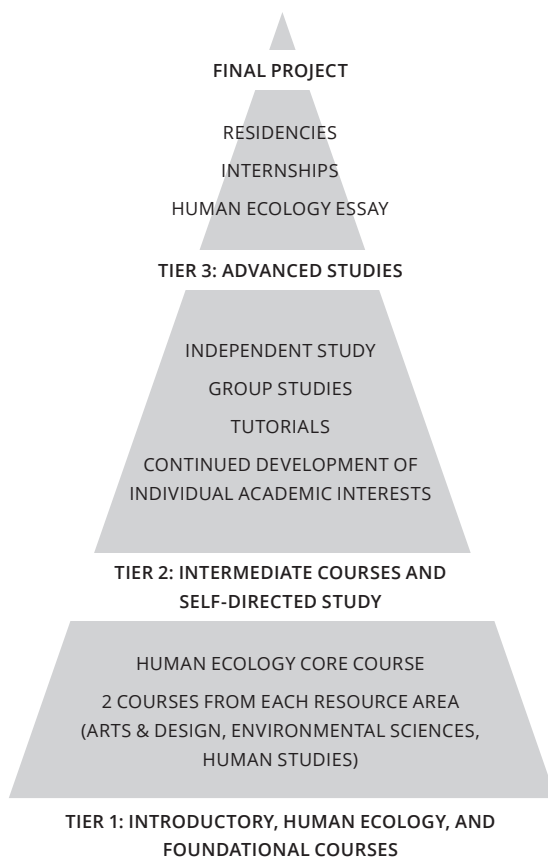 FINAL PROJECT
RESIDENCIES
INTERNSHIPS
HUMAN ECOLOGY ESSAY
TIER 3: ADVANCED STUDIES
INDEPENDENT STUDY
GROUP STUDIES
TUTORIALS
CONTINUED DEVELOPMENT OF
INDIVIDUAL ACADEMIC INTERESTS
TIER 2: INTERMEDIATE COURSES AND
SELF-DIRECTED STUDY
HUMAN ECOLOGY CORE COURSE
2 COURSES FROM EACH RESOURCE AREA
(ARTS & DESIGN, ENVIRONMENTAL SCIENCES,
HUMAN STUDIES)
TIER 1: INTRODUCTORY, HUMAN ECOLOGY, AND
FOUNDATIONAL COURSES